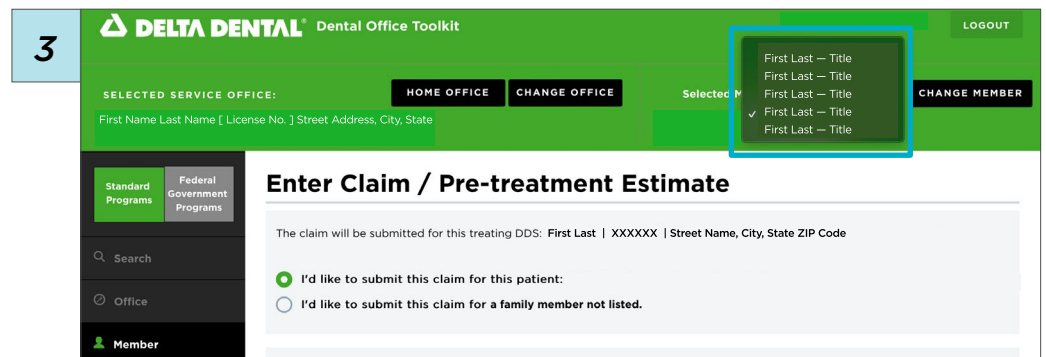 3
DELTA DENTAL® Dental Office Toolkit
LOGOUT
SELECTED SERVICE OFFICE:
HOME OFFICE
CHANGE OFFICE
First Name Last Name [ License No. ] Street Address, City, State
Selected M
First Last — Title
First Last — Title
First Last — Title
✓ First Last — Title
First Last — Title
CHANGE MEMBER
Standard Programs
Federal Government Programs
Search
Office
Member
Enter Claim / Pre-treatment Estimate
The claim will be submitted for this treating DDS: First Last | XXXXXX | Street Name, City, State ZIP Code
I'd like to submit this claim for this patient:
I'd like to submit this claim for a family member not listed.